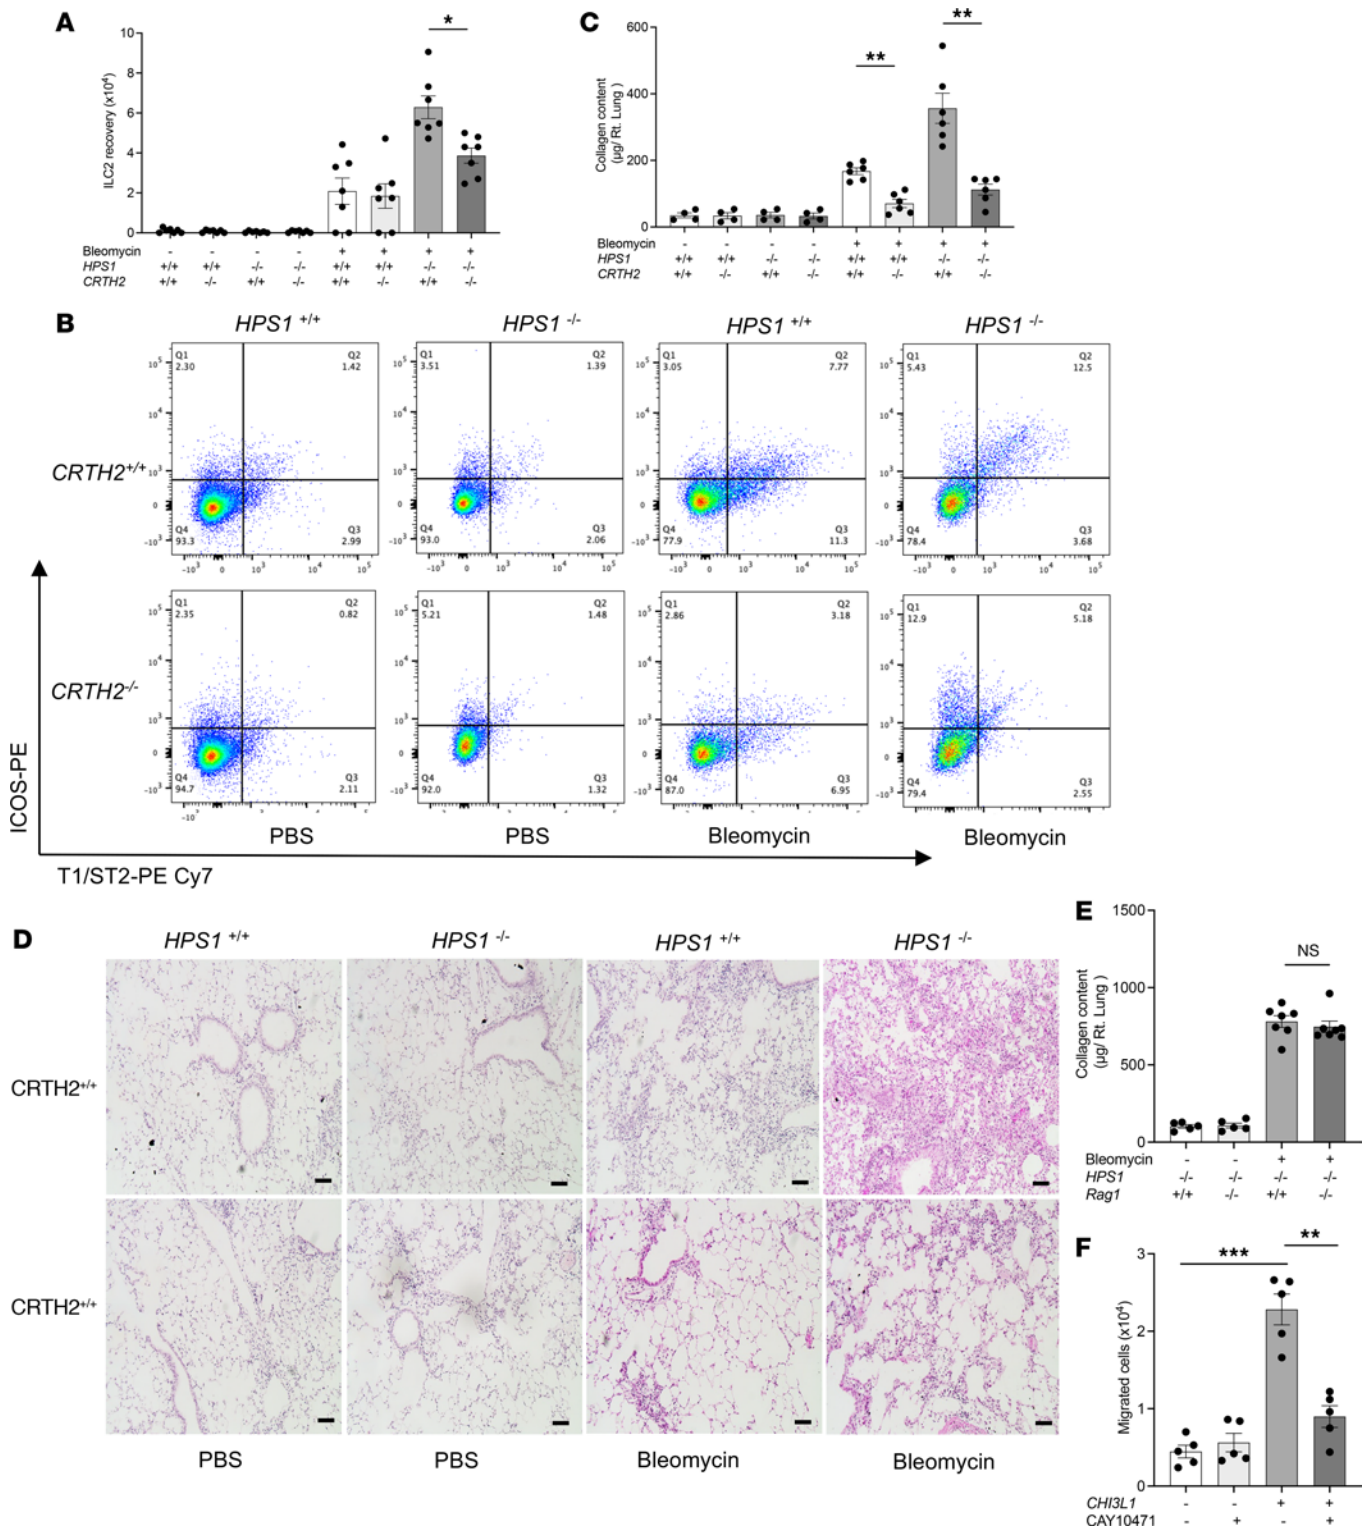 A
C
*
**
**
ILC2 recovery (x10⁴)
10
8
6
4
2
0
Bleomycin - - - - + + + +
HPS1 +/+ +/+ -/- -/- +/+ +/+ -/- -/-
CRTH2 +/+ -/- +/+ -/- +/+ -/- +/+ -/-
Collagen content
(µg/ Rt. Lung )
600
400
200
0
Bleomycin - - - - + + + +
HPS1 +/+ +/+ -/- -/- +/+ +/+ -/- -/-
CRTH2 +/+ -/- +/+ -/- +/+ -/- +/+ -/-
B
HPS1 +/+ HPS1 -/- HPS1 +/+ HPS1 -/-
CRTH2+/+
Q1 2.30 Q2 1.42 Q4 93.3 Q3 2.99
Q1 3.51 Q2 1.39 Q4 93.0 Q3 2.06
Q1 3.05 Q2 7.77 Q4 77.9 Q3 11.3
Q1 5.43 Q2 12.5 Q4 78.4 Q3 3.68
CRTH2-/-
Q1 2.35 Q2 0.82 Q4 94.7 Q3 2.11
Q1 5.21 Q2 1.48 Q4 92.0 Q3 1.32
Q1 2.86 Q2 3.18 Q4 87.0 Q3 6.95
Q1 12.9 Q2 5.18 Q4 79.4 Q3 2.55
PBS PBS Bleomycin Bleomycin
ICOS-PE
T1/ST2-PE Cy7
D
HPS1 +/+ HPS1 -/- HPS1 +/+ HPS1 -/-
CRTH2+/+
CRTH2+/+
PBS PBS Bleomycin Bleomycin
E
NS
Collagen content
(µg/ Rt. Lung )
1500
1000
500
0
Bleomycin - - + +
HPS1 -/- -/- -/- -/-
Rag1 +/+ -/- +/+ -/-
F
***
**
Migrated cells (x10⁴)
3
2
1
0
CHI3L1 - - + +
CAY10471 - + - +